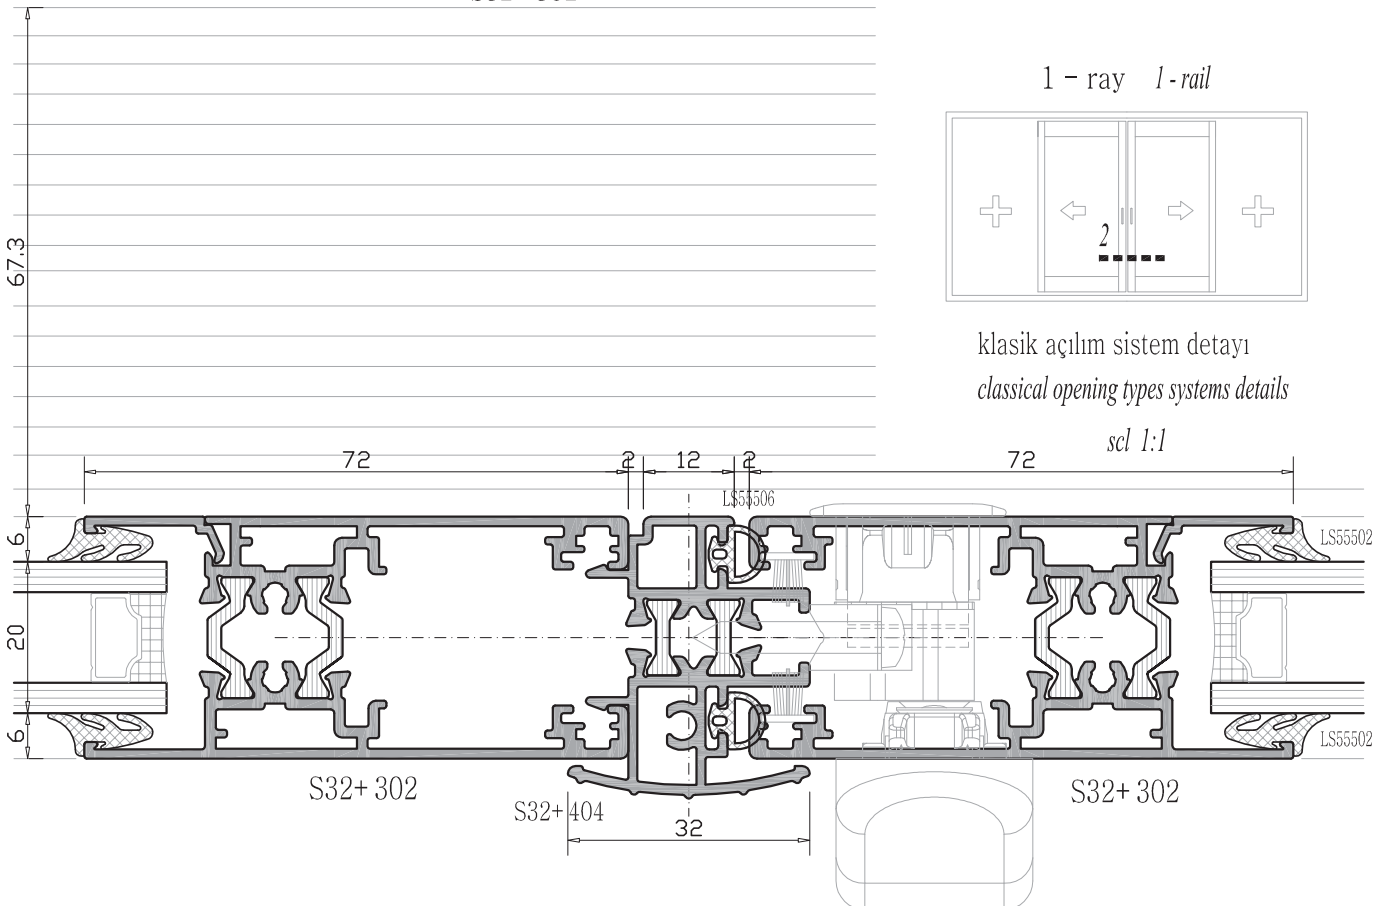 1 - ray 1 - rail
2
67.3
klasik açılım sistem detayı
classical opening types systems details
scl 1:1
72 2 12 2 72
LS55506
6
LS55502
20
6
LS55502
S32+ 302
S32+ 404
S32+ 302
32